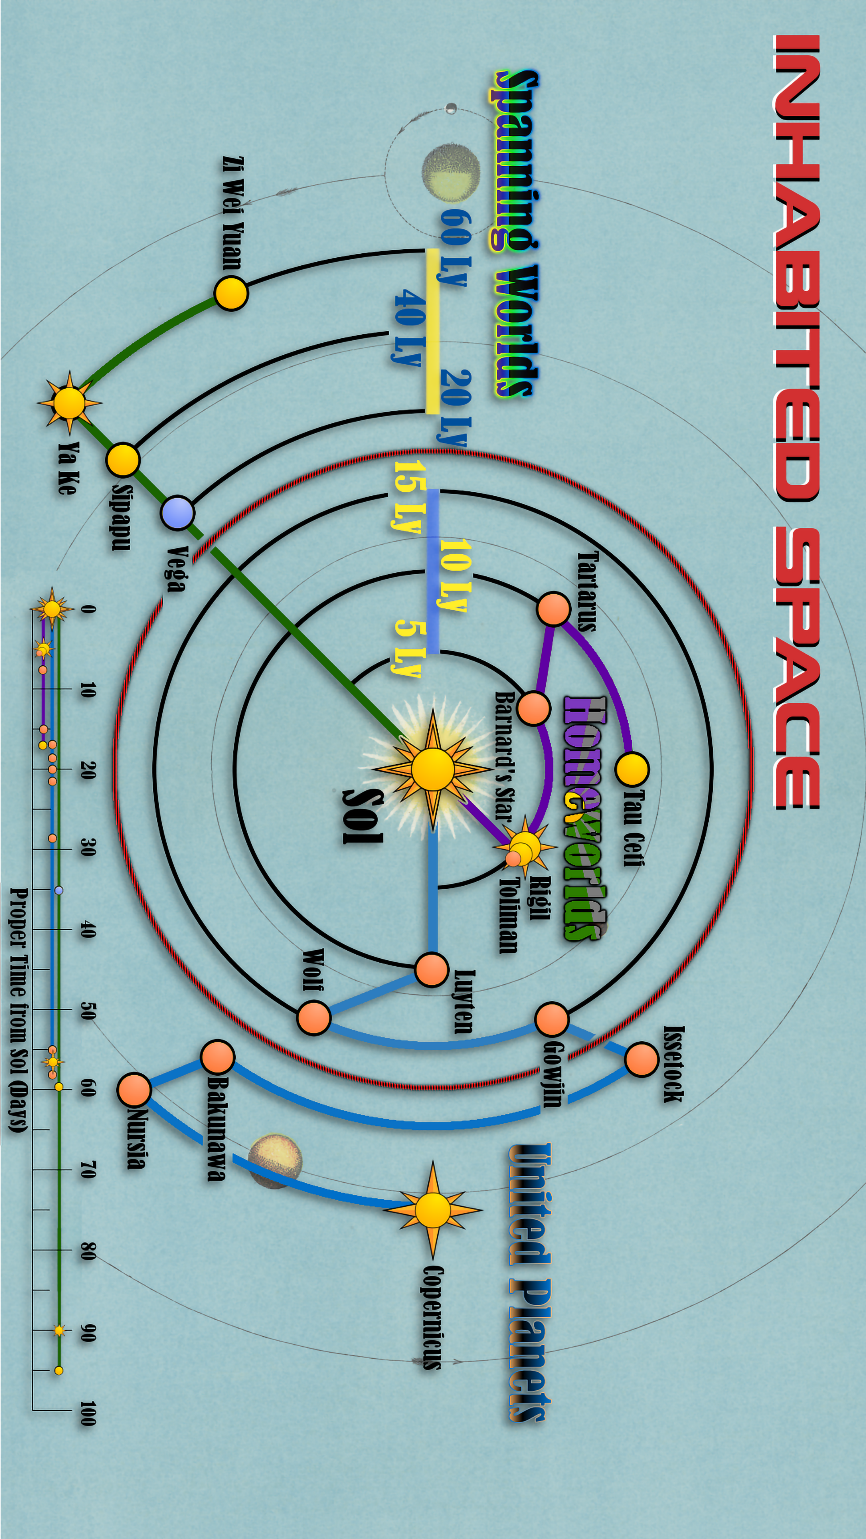 INHABITED SPACE
Spanning Worlds
60 Ly
40 Ly
20 Ly
15 Ly
10 Ly
5 Ly
Zi Wei Yuan
Ya Ke
Sipapu
Vega
Tartarus
Barnard's Star
Homeworlds
Tau Ceti
Rigil
Toliman
Sol
Luyten
Wolf
Gowjin
Isselock
Bakunawa
Nursia
United Planets
Copernicus
0 10 20 30 40 50 60 70 80 90 100
Proper Time from Sol (Days)